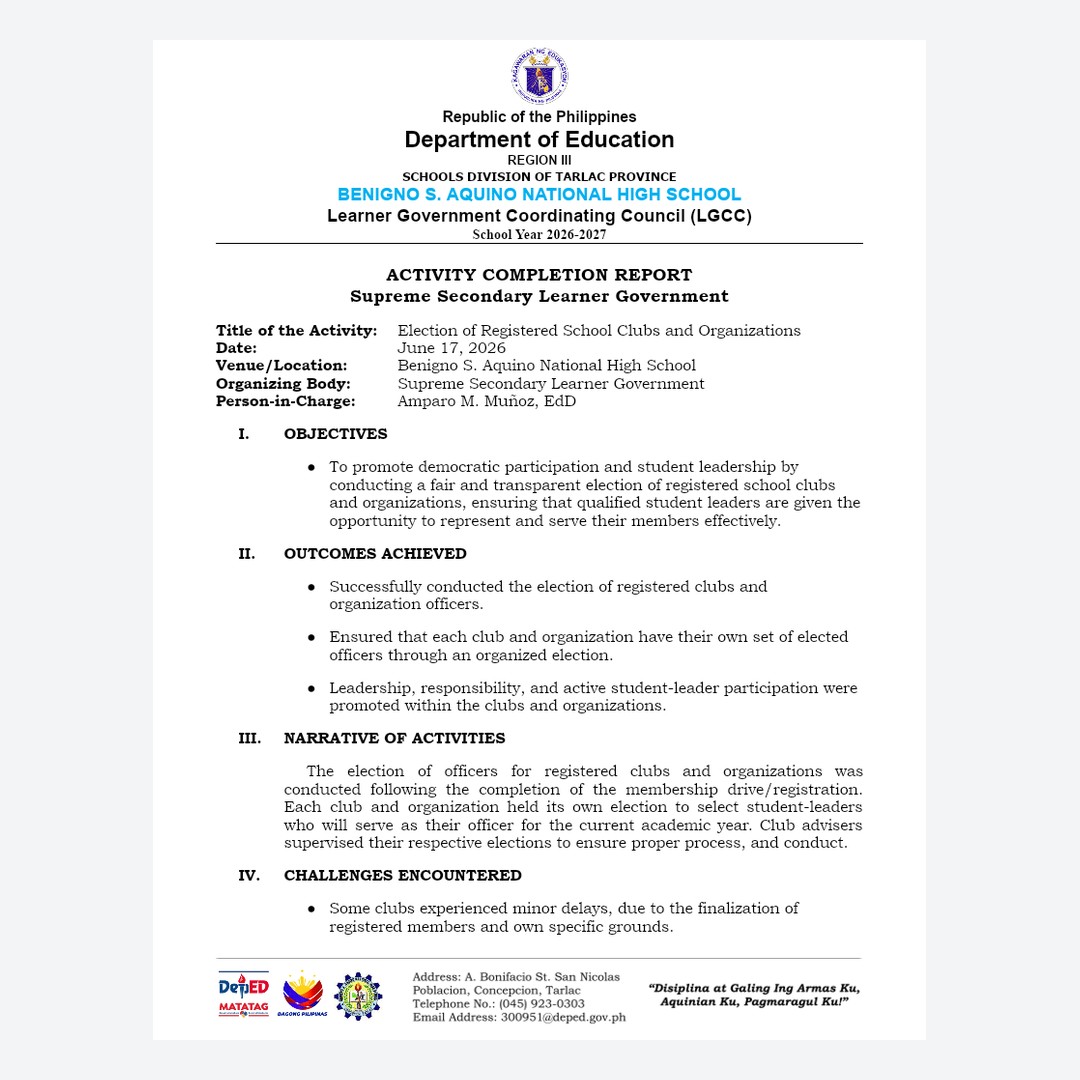 KAGAWARAN NG EDUKASYON
Republic of the Philippines
Department of Education
REGION III
SCHOOLS DIVISION OF TARLAC PROVINCE
BENIGNO S. AQUINO NATIONAL HIGH SCHOOL
Learner Government Coordinating Council (LGCC)
School Year 2026-2027
ACTIVITY COMPLETION REPORT
Supreme Secondary Learner Government
Title of the Activity: Election of Registered School Clubs and Organizations
Date: June 17, 2026
Venue/Location: Benigno S. Aquino National High School
Organizing Body: Supreme Secondary Learner Government
Person-in-Charge: Amparo M. Muñoz, EdD
I. OBJECTIVES
● To promote democratic participation and student leadership by
conducting a fair and transparent election of registered school clubs
and organizations, ensuring that qualified student leaders are given the
opportunity to represent and serve their members effectively.
II. OUTCOMES ACHIEVED
● Successfully conducted the election of registered clubs and
organization officers.
● Ensured that each club and organization have their own set of elected
officers through an organized election.
● Leadership, responsibility, and active student-leader participation were
promoted within the clubs and organizations.
III. NARRATIVE OF ACTIVITIES
The election of officers for registered clubs and organizations was
conducted following the completion of the membership drive/registration.
Each club and organization held its own election to select student-leaders
who will serve as their officer for the current academic year. Club advisers
supervised their respective elections to ensure proper process, and conduct.
IV. CHALLENGES ENCOUNTERED
● Some clubs experienced minor delays, due to the finalization of
registered members and own specific grounds.
DepED
MATATAG
BAGONG PILIPINAS
Address: A. Bonifacio St. San Nicolas
Poblacion, Concepcion, Tarlac
Telephone No.: (045) 923-0303
Email Address: 300951@deped.gov.ph
“Disiplina at Galing Ing Armas Ku,
Aquinian Ku, Pagmaragul Ku!”